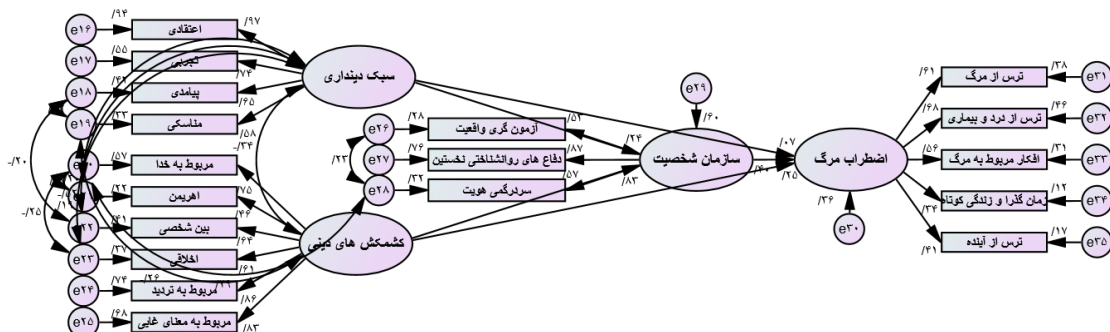 e۱۶ /۹۴ اعتقادی /۹۷
e۱۷ /۵۵ تجربی /۷۴
e۱۸ /۴۲ پیامدی /۶۵
e۱۹ /۳۳ مناسکی /۵۸
/۵۷ مربوط به خدا /۷۵
/۲۲ اهریمن /۴۶
/۴۱ بین شخصی /۶۴
e۲۳ /۳۷ اخلاقی /۶۱
e۲۴ /۷۴ مربوط به تردید /۸۶
e۲۵ /۶۸ مربوط به معنای غایی /۸۳
-/۲۰
-/۲۵
/۲۶
سبک دینداری
-/۳۴
کشمکش های دینی
e۲۶ /۲۸ آزمون گری واقعیت
e۲۷ /۷۶ دفاع های روانشناختی نخستین /۸۷
e۲۸ /۳۲ سردرگمی هویت /۵۷
/۲۳
e۲۹
/۶۰
سازمان شخصیت
/۲۴
/۸۳
/۰۷
/۲۵
اضطراب مرگ
/۳۶
e۳۰
/۶۱ ترس از مرگ /۳۸ e۳۱
/۶۸ ترس از درد و بیماری /۴۶ e۳۲
/۵۶ افکار مربوط به مرگ /۳۱ e۳۳
/۳۴ زمان گذرا و زندگی کوتاه /۱۲ e۳۴
/۴۱ ترس از آینده /۱۷ e۳۵